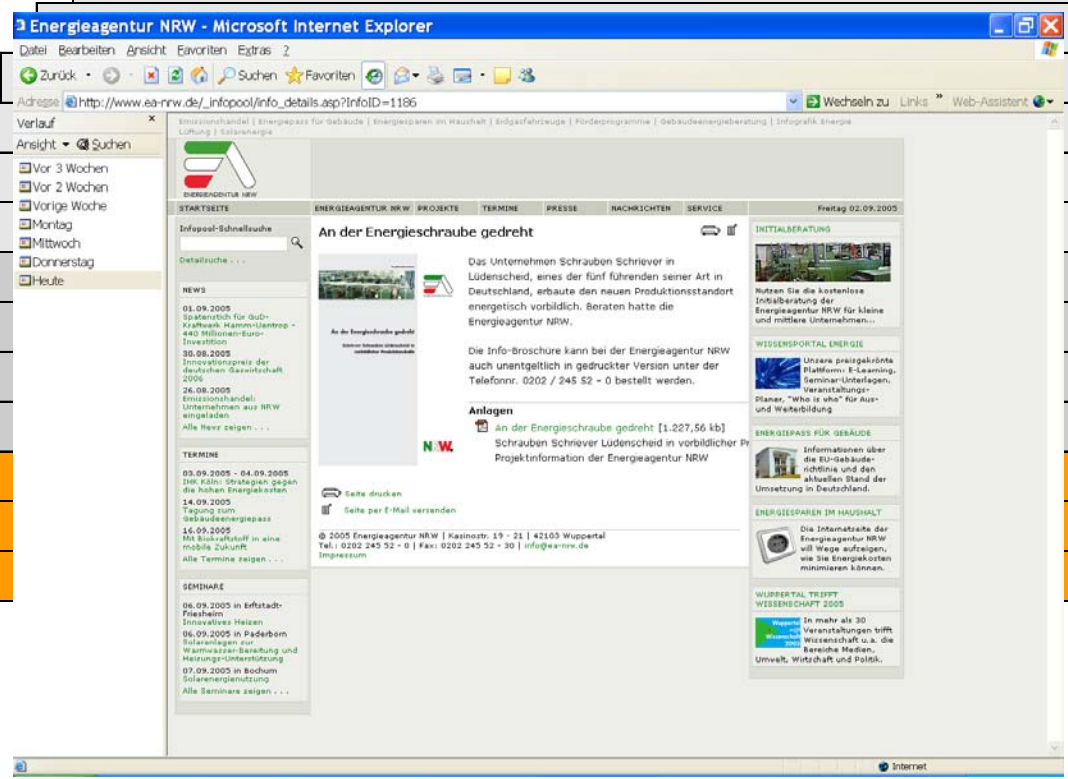 Energieagentur NRW - Microsoft Internet Explorer
Datei Bearbeiten Ansicht Favoriten Extras ?
Zurück Suchen Favoriten
Adresse http://www.ea-nrw.de/_infopool/info_details.asp?InfoID=1186 Wechseln zu Links » Web-Assistent
Verlauf x
Ansicht Suchen
Vor 3 Wochen
Vor 2 Wochen
Vorige Woche
Montag
Mittwoch
Donnerstag
Heute
Emissionshandel | Energiepass für Gebäude | Energiesparen im Haushalt | Erdgasfahrzeuge | Förderprogramme | Gebäudeenergieberatung | Infografik Energie
Lüftung | Solarenergie
ENERGIEAGENTUR NRW
STARTSEITE ENERGIEAGENTUR NRW PROJEKTE TERMINE PRESSE NACHRICHTEN SERVICE Freitag 02.09.2005
Infopool-Schnellsuche
Detailsuche . . .
NEWS
01.09.2005
Spatenstich für GuD-
Kraftwerk Hamm-Uentrop -
440 Millionen-Euro-
Investition
30.08.2005
Innovationspreis der
deutschen Gaswirtschaft
2006
26.08.2005
Emissionshandel:
Unternehmen aus NRW
eingeladen
Alle News zeigen . . .
TERMINE
03.09.2005 - 04.09.2005
IHK Köln: Strategien gegen
die hohen Energiekosten
14.09.2005
Tagung zum
Gebäudeenergiepass
16.09.2005
Mit Biokraftstoff in eine
mobile Zukunft
Alle Termine zeigen . . .
SEMINARE
06.09.2005 in Erftstadt-
Friesheim
Innovatives Heizen
06.09.2005 in Paderborn
Solaranlagen zur
Warmwasser-Bereitung und
Heizungs-Unterstützung
07.09.2005 in Bochum
Solarenergienutzung
Alle Seminare zeigen . . .
An der Energieschraube gedreht
An der Energieschraube gedreht
Schrauben Schriever Lüdenscheid in
vorbildlicher Produktionshalle
NRW.
Das Unternehmen Schrauben Schriever in
Lüdenscheid, eines der fünf führenden seiner Art in
Deutschland, erbaute den neuen Produktionsstandort
energetisch vorbildlich. Beraten hatte die
Energieagentur NRW.
Die Info-Broschüre kann bei der Energieagentur NRW
auch unentgeltlich in gedruckter Version unter der
Telefonnr. 0202 / 245 52 - 0 bestellt werden.
Anlagen
An der Energieschraube gedreht [1.227,56 kb]
Schrauben Schriever Lüdenscheid in vorbildlicher Pr
Projektinformation der Energieagentur NRW
Seite drucken
Seite per E-Mail versenden
© 2005 Energieagentur NRW | Kasinostr. 19 - 21 | 42103 Wuppertal
Tel.: 0202 245 52 - 0 | Fax: 0202 245 52 - 30 | info@ea-nrw.de
Impressum
INITIALBERATUNG
Nutzen Sie die kostenlose
Initialberatung der
Energieagentur NRW für kleine
und mittlere Unternehmen...
WISSENSPORTAL ENERGIE
Unsere preisgekrönte
Plattform: E-Learning,
Seminar-Unterlagen,
Veranstaltungs-
Planer, "Who is who" für Aus-
und Weiterbildung
ENERGIEPASS FÜR GEBÄUDE
Informationen über
die EU-Gebäude-
richtlinie und den
aktuellen Stand der
Umsetzung in Deutschland.
ENERGIESPAREN IM HAUSHALT
Die Internetseite der
Energieagentur NRW
will Wege aufzeigen,
wie Sie Energiekosten
minimieren können.
WUPPERTAL TRIFFT
WISSENSCHAFT 2005
Wuppertal
trifft
Wissenschaft
2005
In mehr als 30
Veranstaltungen trifft
Wissenschaft u.a. die
Bereiche Medien,
Umwelt, Wirtschaft und Politik.
Internet